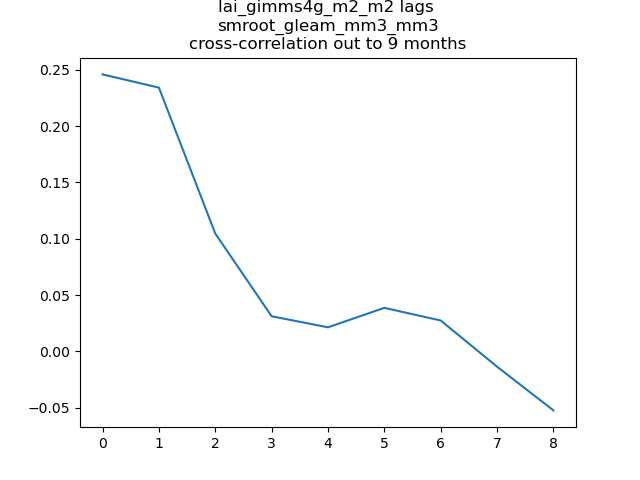 lai_gimms4g_m2_m2 lags
smroot_gleam_mm3_mm3
cross-correlation out to 9 months
0.25
0.20
0.15
0.10
0.05
0.00
−0.05
0 1 2 3 4 5 6 7 8